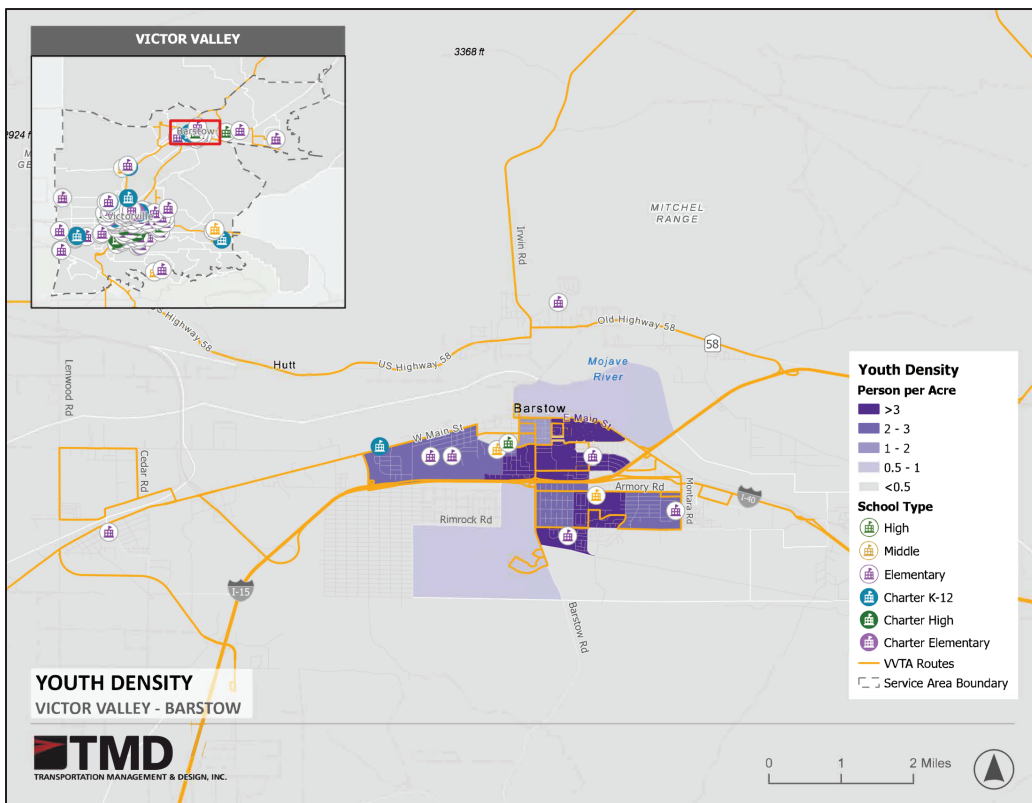 VICTOR VALLEY
3368 ft
2924 ft
Barstow
Victorville
MITCHEL
RANGE
Irwin Rd
US Highway 58
Old Highway 58
58
Hutt
US Highway 58
Mojave
River
Lenwood Rd
Barstow
E Main St
W Main St
Cedar Rd
Armory Rd
Montara Rd
I-40
Rimrock Rd
I-15
Barstow Rd
Youth Density
Person per Acre
>3
2 - 3
1 - 2
0.5 - 1
<0.5
School Type
High
Middle
Elementary
Charter K-12
Charter High
Charter Elementary
VVTA Routes
Service Area Boundary
YOUTH DENSITY
VICTOR VALLEY - BARSTOW
TMD
TRANSPORTATION MANAGEMENT & DESIGN, INC.
0 1 2 Miles